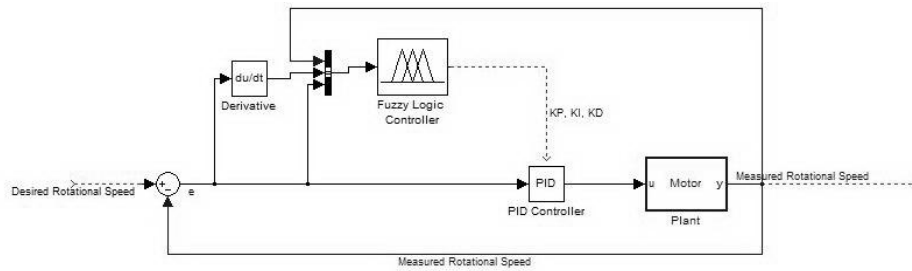 du/dt
Derivative
Fuzzy Logic
Controller
KP, KI, KD
Desired Rotational Speed
e
PID
PID Controller
u Motor y
Plant
Measured Rotational Speed
Measured Rotational Speed